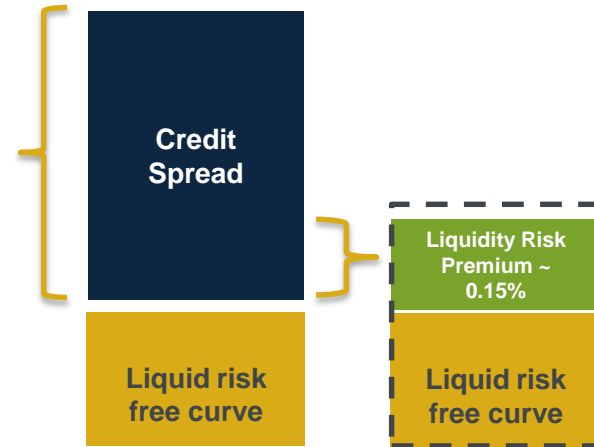 Credit
Spread
Liquidity Risk
Premium ~
0.15%
Liquid risk
free curve
Liquid risk
free curve